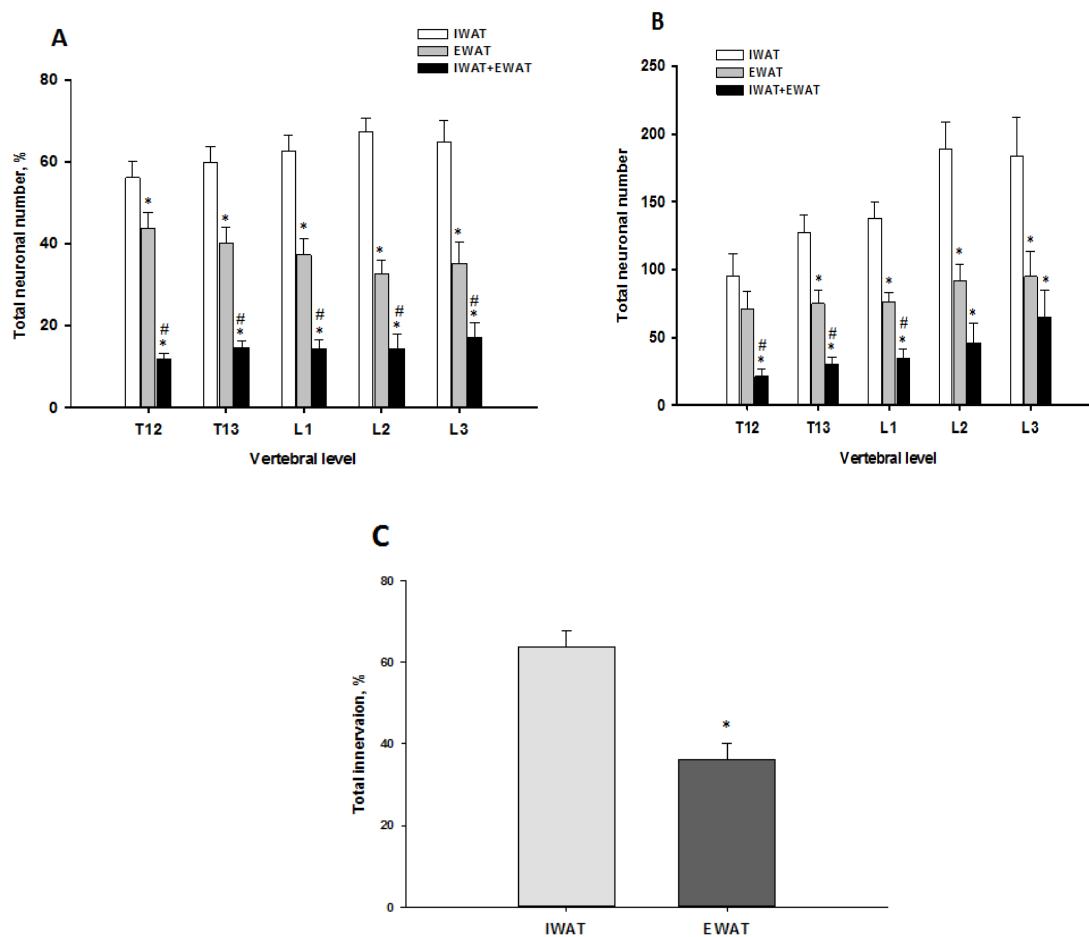 A
IWAT
EWAT
IWAT+EWAT
Total neuronal number, %
80
60
40
20
0
*
*
*
*
*
#
*
#
*
#
*
#
*
#
*
T12 T13 L1 L2 L3
Vertebral level
B
IWAT
EWAT
IWAT+EWAT
Total neuronal number
250
200
150
100
50
0
*
*
*
*
#
*
#
*
#
*
*
*
T12 T13 L1 L2 L3
Vertebral level
C
Total innervaion, %
80
60
40
20
0
*
IWAT EWAT